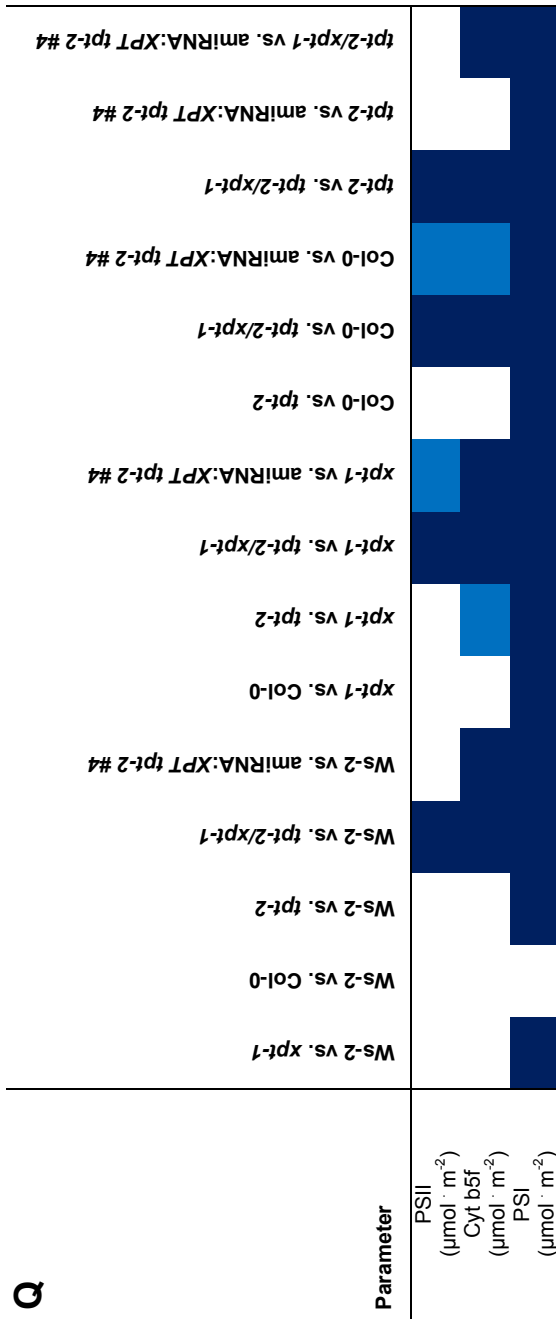 Q
Parameter
Ws-2 vs. xpt-1
Ws-2 vs. Col-0
Ws-2 vs. tpt-2
Ws-2 vs. tpt-2/xpt-1
Ws-2 vs. amiRNA:XPT tpt-2 #4
xpt-1 vs. Col-0
xpt-1 vs. tpt-2
xpt-1 vs. tpt-2/xpt-1
xpt-1 vs. amiRNA:XPT tpt-2 #4
Col-0 vs. tpt-2
Col-0 vs. tpt-2/xpt-1
Col-0 vs. amiRNA:XPT tpt-2 #4
tpt-2 vs. tpt-2/xpt-1
tpt-2 vs. amiRNA:XPT tpt-2 #4
tpt-2/xpt-1 vs. amiRNA:XPT tpt-2 #4
PSII
(µmol · m⁻²)
Cyt b5f
(µmol · m⁻²)
PSI
(µmol · m⁻²)